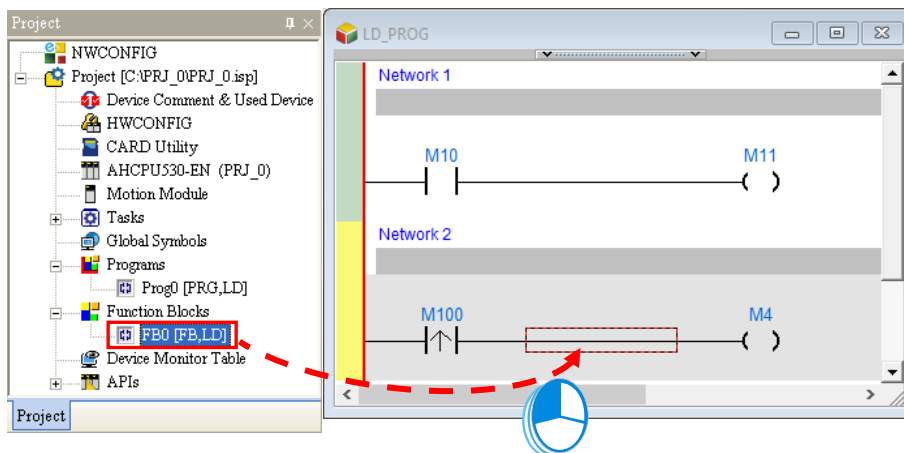 Project
NWCONFIG
Project [C:\PRJ_0\PRJ_0.isp]
Device Comment & Used Device
HWCONFIG
CARD Utility
AHCPU530-EN (PRJ_0)
Motion Module
Tasks
Global Symbols
Programs
Prog0 [PRG,LD]
Function Blocks
FB0 [FB,LD]
Device Monitor Table
APIs
Project
LD_PROG
Network 1
M10 M11
Network 2
M100 M4